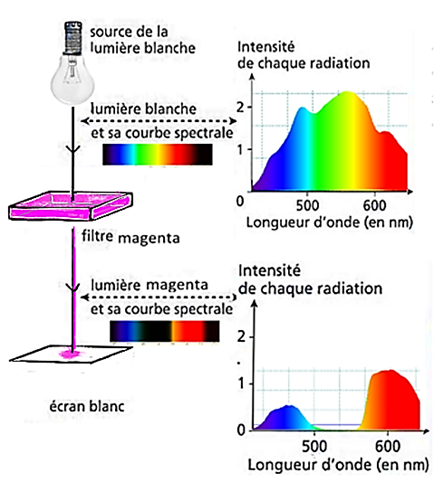 source de la
lumière blanche
Intensité
de chaque radiation
lumière blanche
et sa courbe spectrale
2
1
0
500
600
Longueur d'onde (en nm)
filtre magenta
lumière magenta
et sa courbe spectrale
Intensité
de chaque radiation
2
1
0
500
600
Longueur d'onde (en nm)
écran blanc